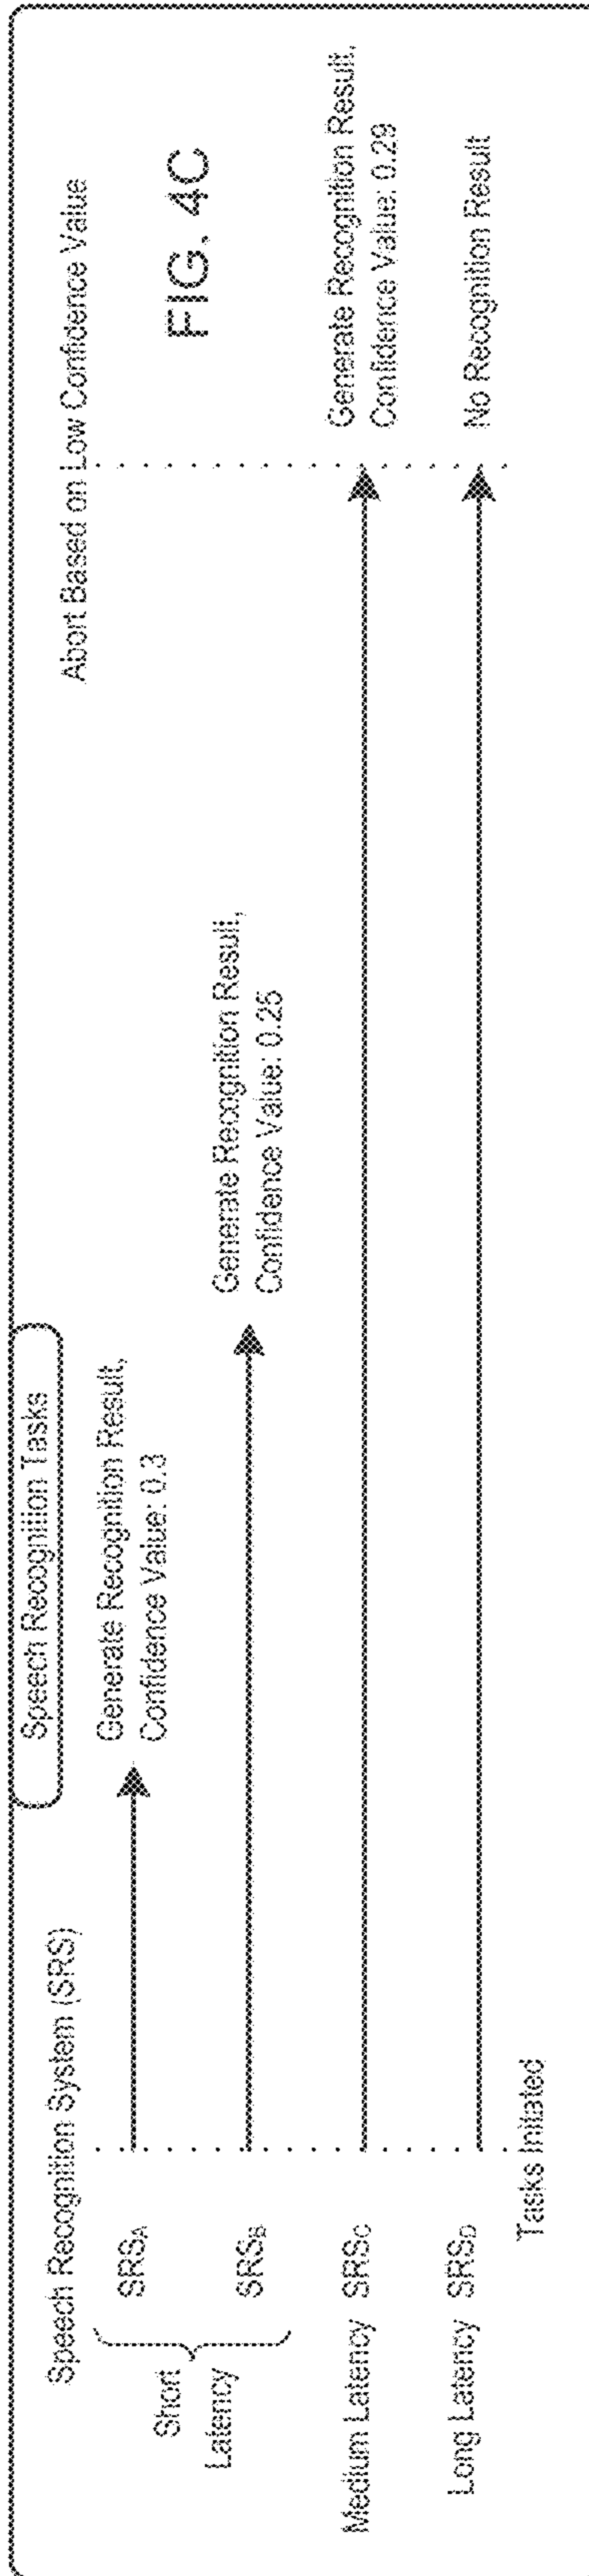 Speech Recognition Tasks
Speech Recognition System (SRS)
Abort Based on Low Confidence Value
Short
Latency
SRSA
Generate Recognition Result,
Confidence Value: 0.3
FIG. 4C
SRSB
Generate Recognition Result,
Confidence Value: 0.25
Medium Latency SRSC
Generate Recognition Result,
Confidence Value: 0.29
Long Latency SRSD
No Recognition Result
Tasks Initiated